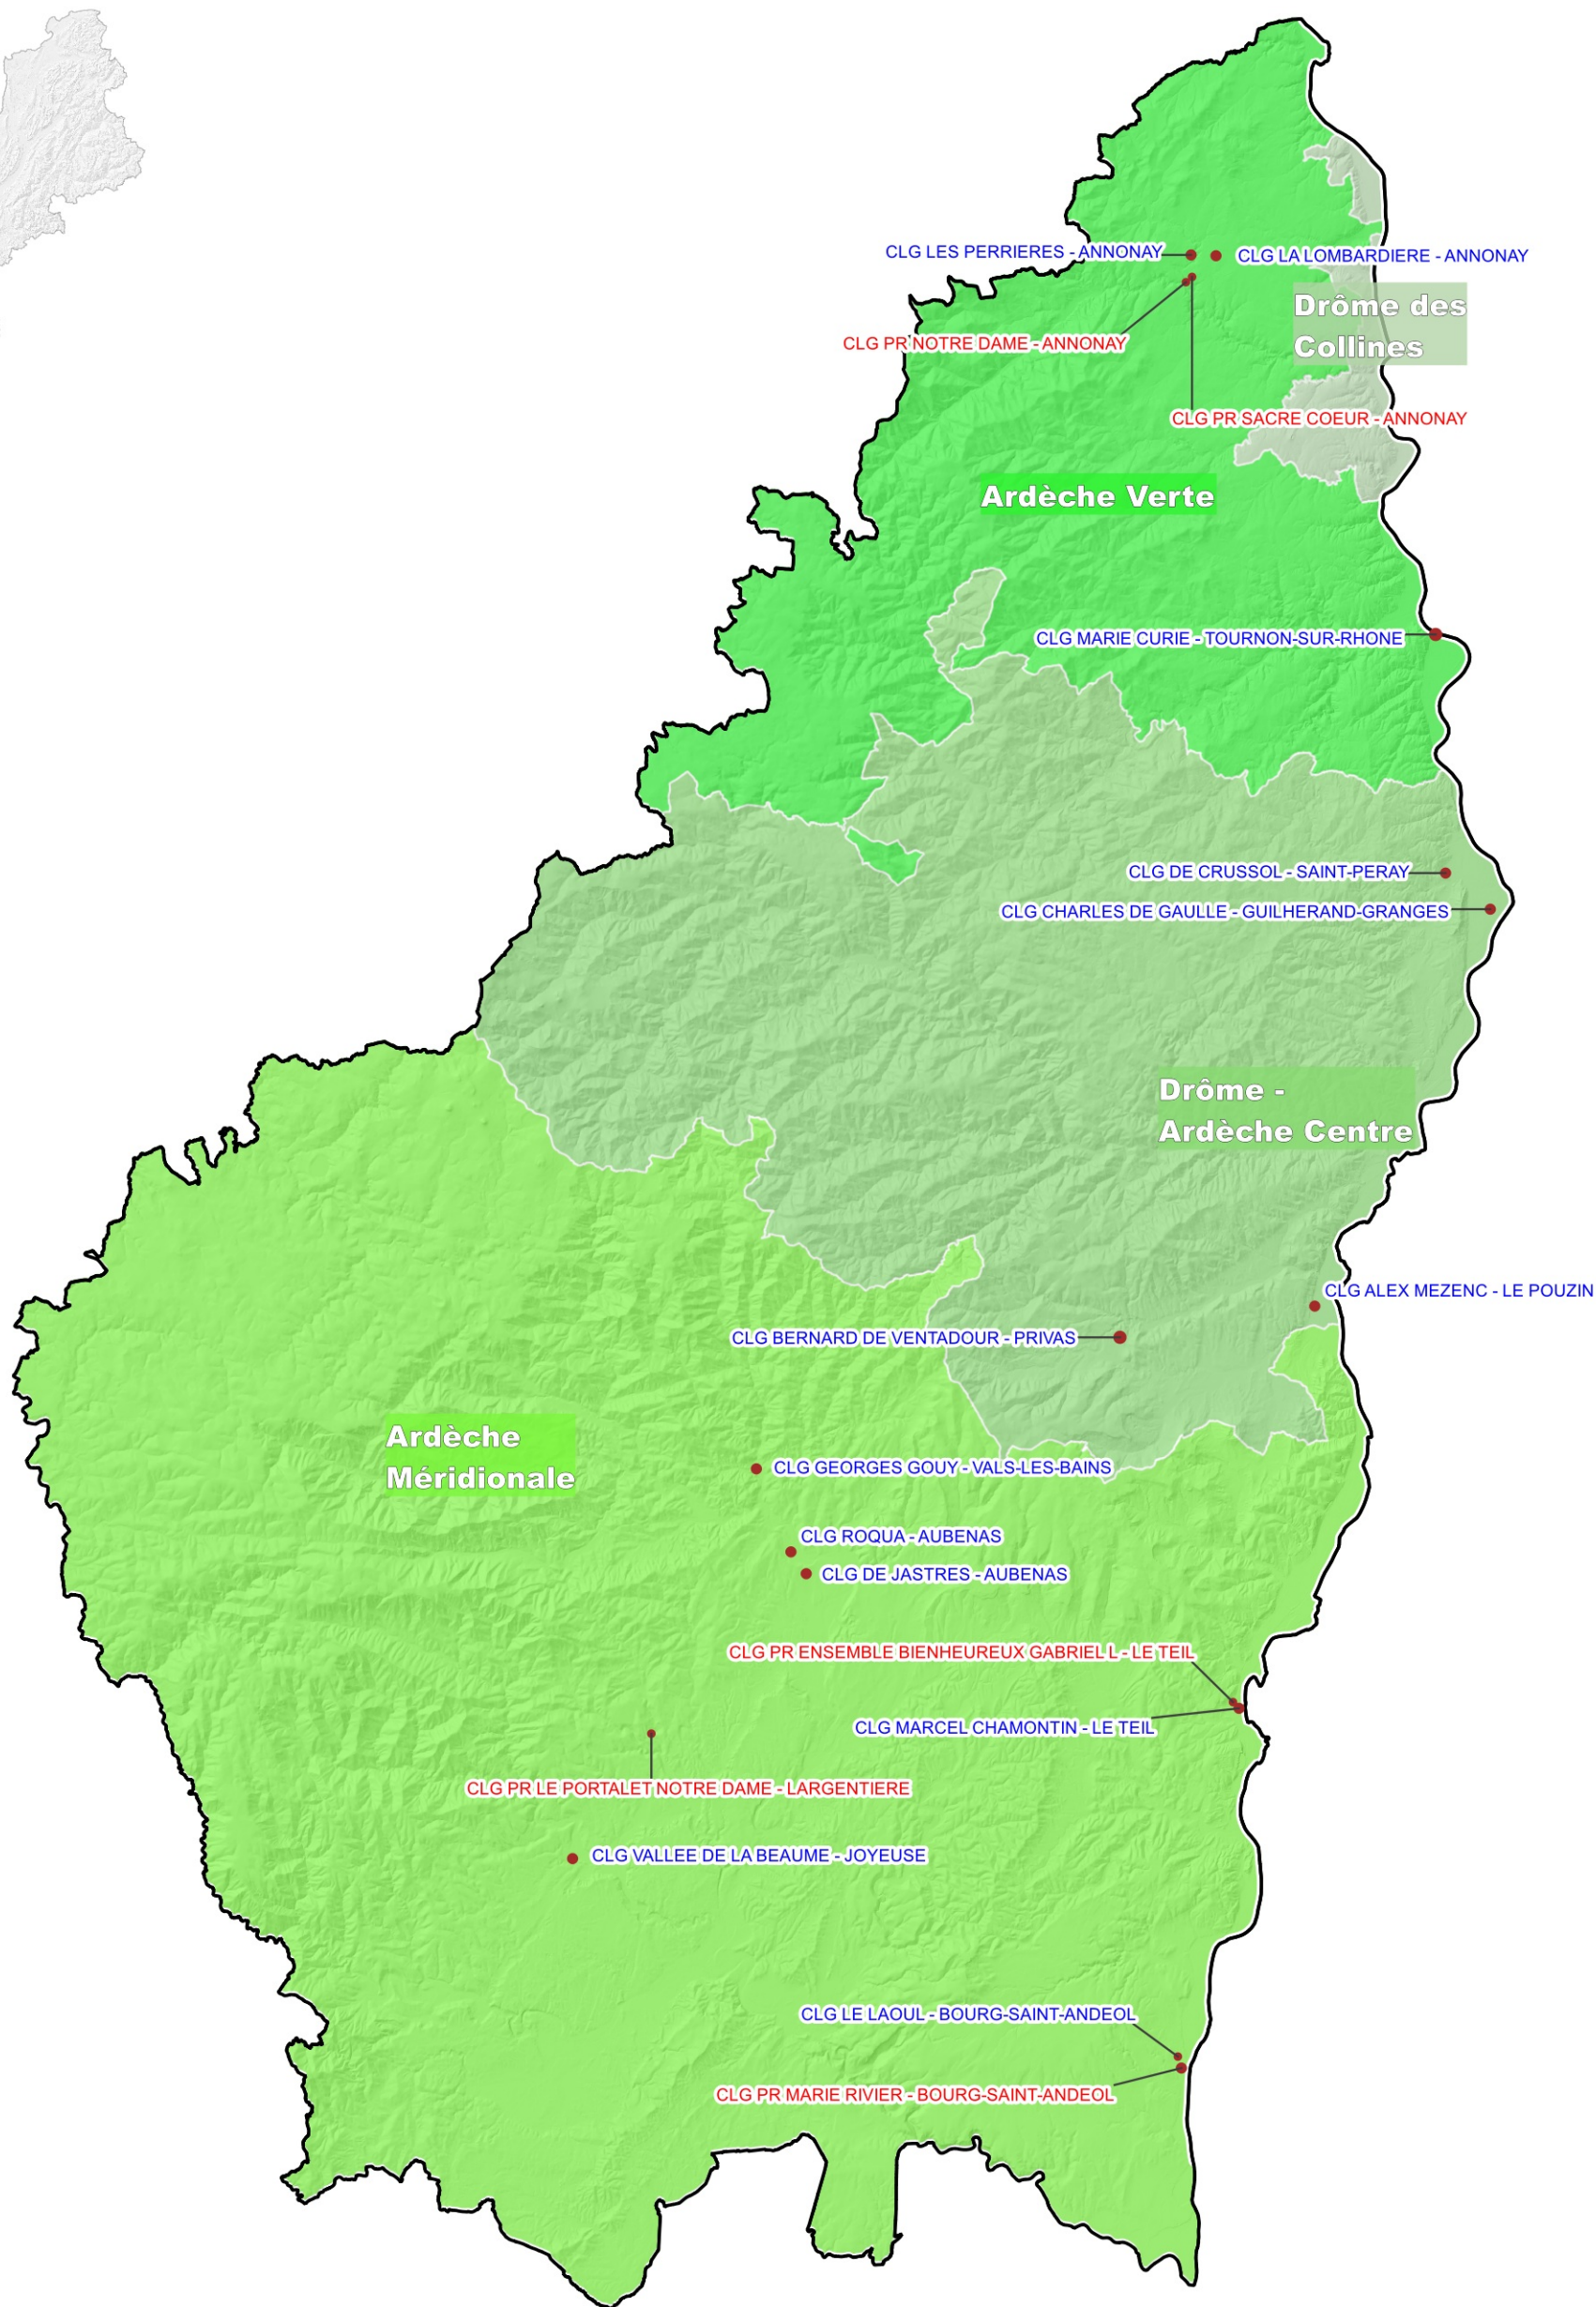 CLG LES PERRIERES - ANNONAY
CLG LA LOMBARDIERE - ANNONAY
Drôme des
Collines
CLG PR NOTRE DAME - ANNONAY
CLG PR SACRE COEUR - ANNONAY
Ardèche Verte
CLG MARIE CURIE - TOURNON-SUR-RHONE
CLG DE CRUSSOL - SAINT-PERAY
CLG CHARLES DE GAULLE - GUILHERAND-GRANGES
Drôme -
Ardèche Centre
CLG ALEX MEZENC - LE POUZIN
CLG BERNARD DE VENTADOUR - PRIVAS
Ardèche
Méridionale
CLG GEORGES GOUY - VALS-LES-BAINS
CLG ROQUA - AUBENAS
CLG DE JASTRES - AUBENAS
CLG PR ENSEMBLE BIENHEUREUX GABRIEL L - LE TEIL
CLG MARCEL CHAMONTIN - LE TEIL
CLG PR LE PORTALET NOTRE DAME - LARGENTIERE
CLG VALLEE DE LA BEAUME - JOYEUSE
CLG LE LAOUL - BOURG-SAINT-ANDEOL
CLG PR MARIE RIVIER - BOURG-SAINT-ANDEOL